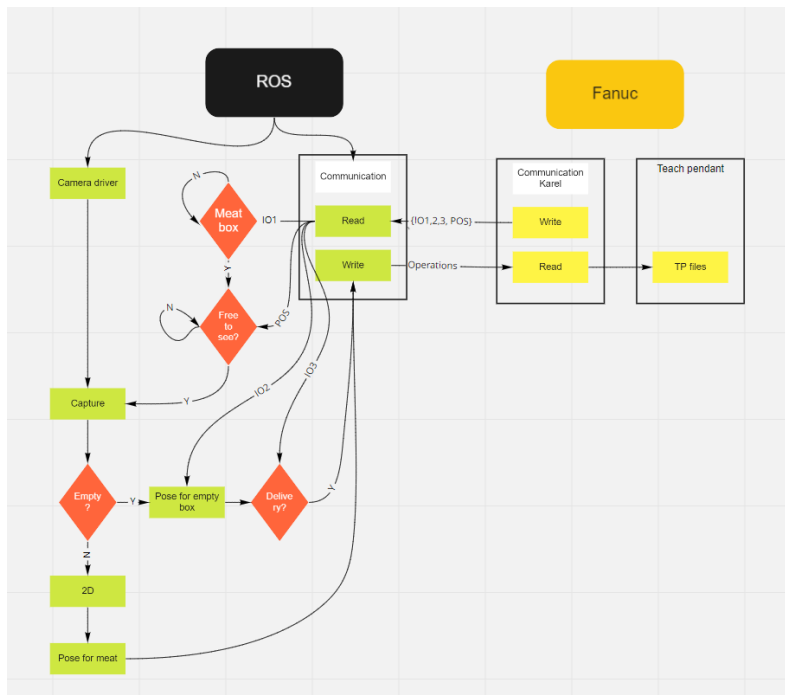 ROS
Fanuc
Camera driver
N
Meat
box
IO1
Communication
Read
Write
{IO1,2,3, POS}
Operations
Communication
Karel
Write
Read
Teach pendant
TP files
Y
N
Free
to
see?
POS
IO2
IO3
Y
Capture
Empty
?
Y
Pose for empty
box
Delive
ry?
Y
N
2D
Pose for meat